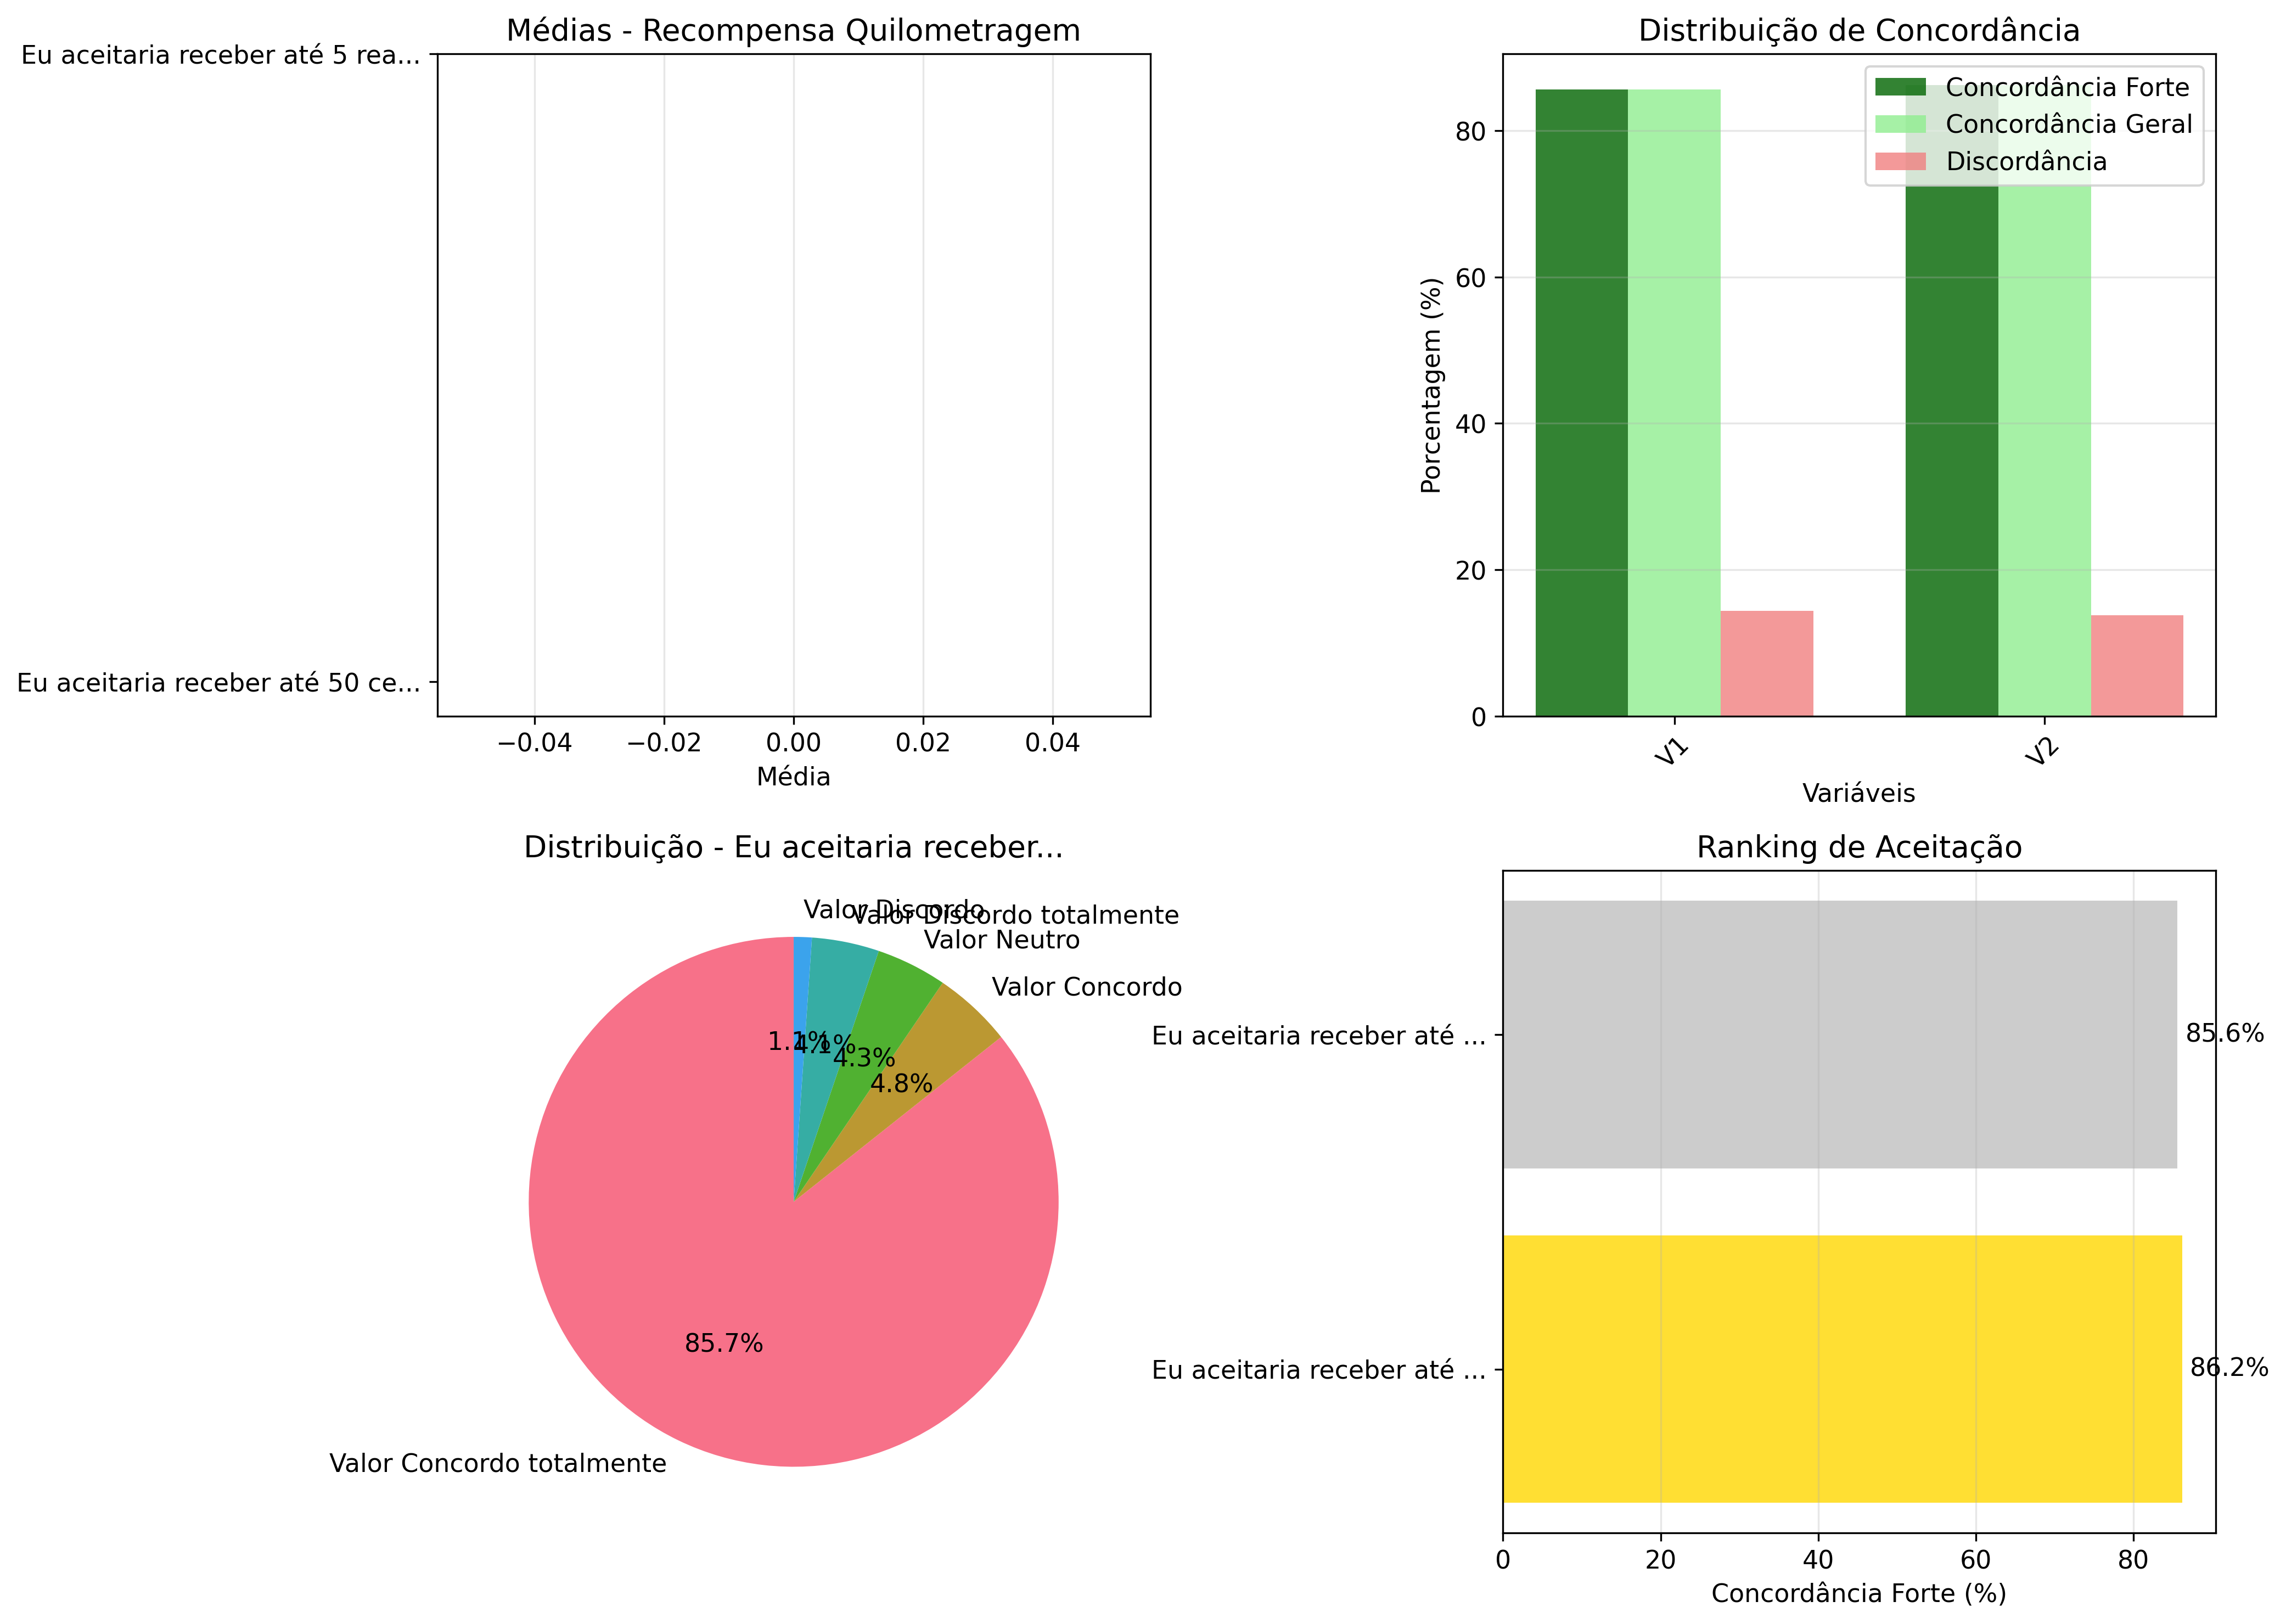 Médias - Recompensa Quilometragem
Eu aceitaria receber até 5 rea...
Eu aceitaria receber até 50 ce...
−0.04 −0.02 0.00 0.02 0.04
Média
Distribuição de Concordância
Concordância Forte
Concordância Geral
Discordância
Porcentagem (%)
80
60
40
20
0
V1 V2
Variáveis
Distribuição - Eu aceitaria receber...
Valor Discordo
Valor Discordo totalmente
Valor Neutro
Valor Concordo
1.1%
4.1%
4.3%
4.8%
85.7%
Valor Concordo totalmente
Ranking de Aceitação
Eu aceitaria receber até ...
85.6%
Eu aceitaria receber até ...
86.2%
0 20 40 60 80
Concordância Forte (%)